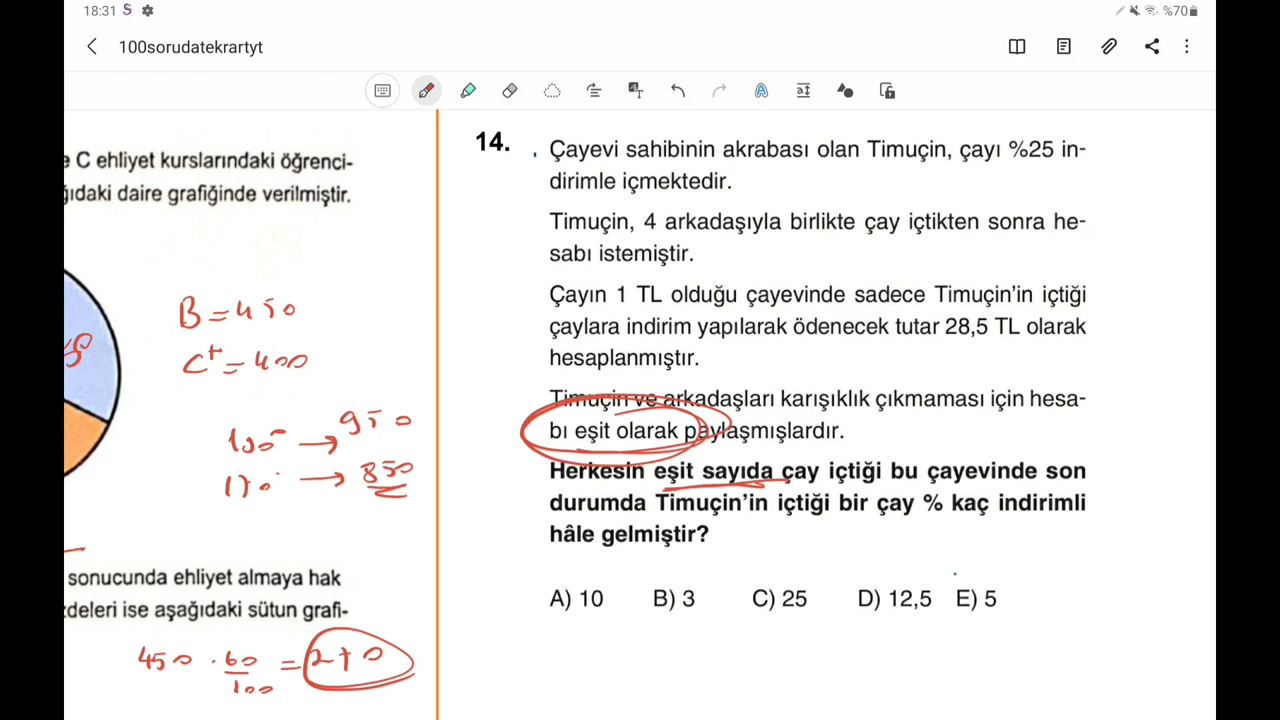 18:31 S
%70
100sorudatekrartyt
e C ehliyet kurslarındaki öğrenci-
ğıdaki daire grafiğinde verilmiştir.
B = 450
C+ = 400
100 → 950
170 → 850
sonucunda ehliyet almaya hak
zdeleri ise aşağıdaki sütun grafi-
450 . 60/100 = 270
14.
Çayevi sahibinin akrabası olan Timuçin, çayı %25 in-
dirimle içmektedir.
Timuçin, 4 arkadaşıyla birlikte çay içtikten sonra he-
sabı istemiştir.
Çayın 1 TL olduğu çayevinde sadece Timuçin'in içtiği
çaylara indirim yapılarak ödenecek tutar 28,5 TL olarak
hesaplanmıştır.
Timuçin ve arkadaşları karışıklık çıkmaması için hesa-
bı eşit olarak paylaşmışlardır.
Herkesin eşit sayıda çay içtiği bu çayevinde son
durumda Timuçin'in içtiği bir çay % kaç indirimli
hâle gelmiştir?
A) 10 B) 3 C) 25 D) 12,5 E) 5